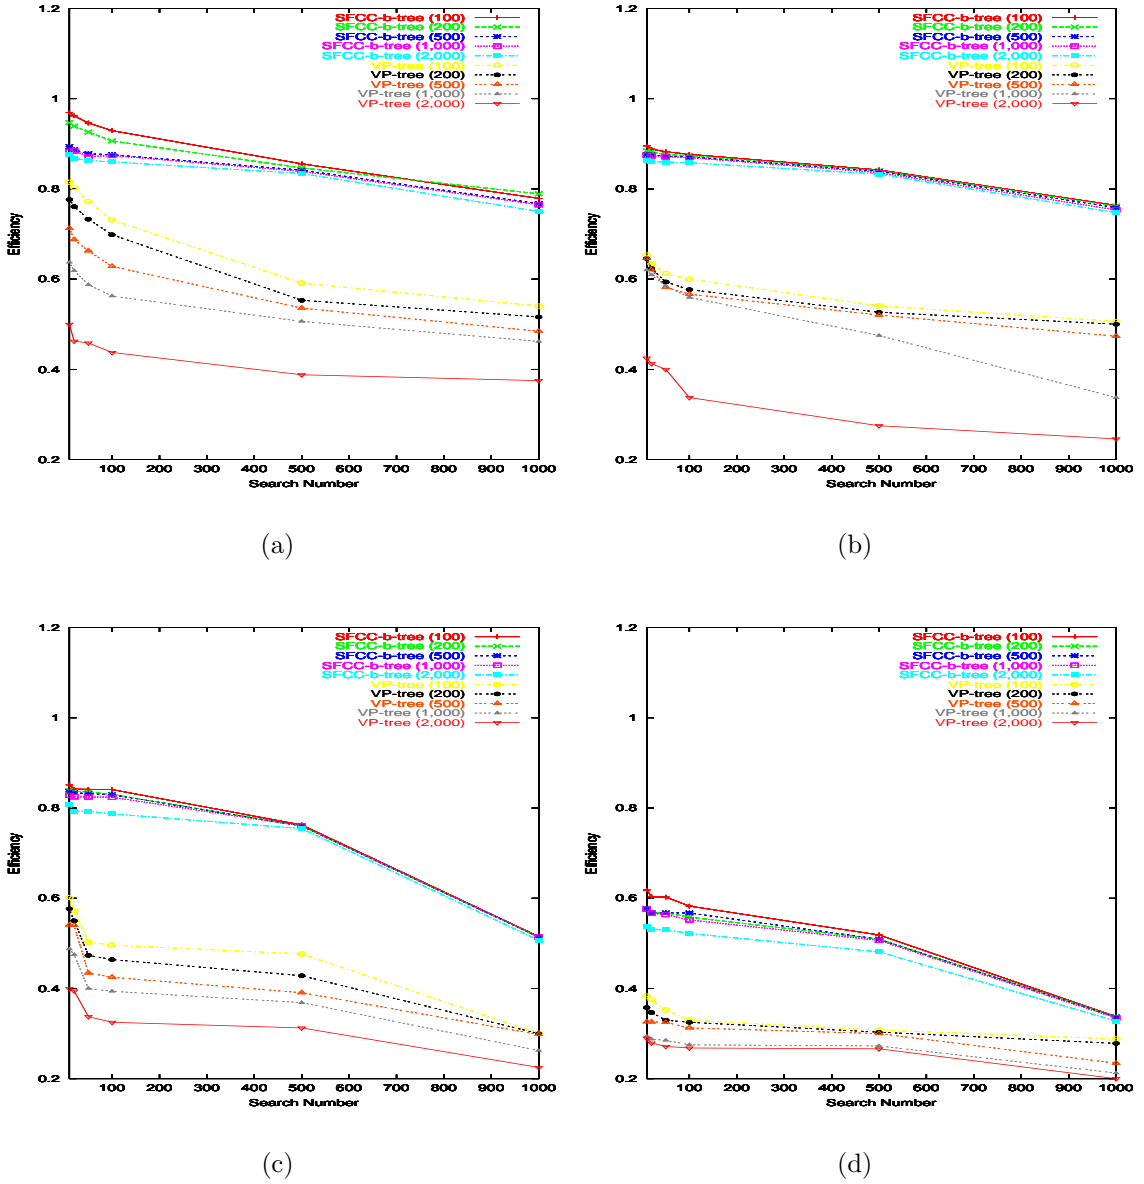 1.2
1
0.8
0.6
0.4
0.2
Efficiency
SFCC-b-tree (100)
SFCC-b-tree (200)
SFCC-b-tree (500)
SFCC-b-tree (1,000)
SFCC-b-tree (2,000)
VP-tree (100)
VP-tree (200)
VP-tree (500)
VP-tree (1,000)
VP-tree (2,000)
100 200 300 400 500 600 700 800 900 1000
Search Number
(a)
1.2
1
0.8
0.6
0.4
0.2
Efficiency
SFCC-b-tree (100)
SFCC-b-tree (200)
SFCC-b-tree (500)
SFCC-b-tree (1,000)
SFCC-b-tree (2,000)
VP-tree (100)
VP-tree (200)
VP-tree (500)
VP-tree (1,000)
VP-tree (2,000)
100 200 300 400 500 600 700 800 900 1000
Search Number
(b)
1.2
1
0.8
0.6
0.4
0.2
Efficiency
SFCC-b-tree (100)
SFCC-b-tree (200)
SFCC-b-tree (500)
SFCC-b-tree (1,000)
SFCC-b-tree (2,000)
VP-tree (100)
VP-tree (200)
VP-tree (500)
VP-tree (1,000)
VP-tree (2,000)
100 200 300 400 500 600 700 800 900 1000
Search Number
(c)
1.2
1
0.8
0.6
0.4
0.2
Efficiency
SFCC-b-tree (100)
SFCC-b-tree (200)
SFCC-b-tree (500)
SFCC-b-tree (1,000)
SFCC-b-tree (2,000)
VP-tree (100)
VP-tree (200)
VP-tree (500)
VP-tree (1,000)
VP-tree (2,000)
100 200 300 400 500 600 700 800 900 1000
Search Number
(d)